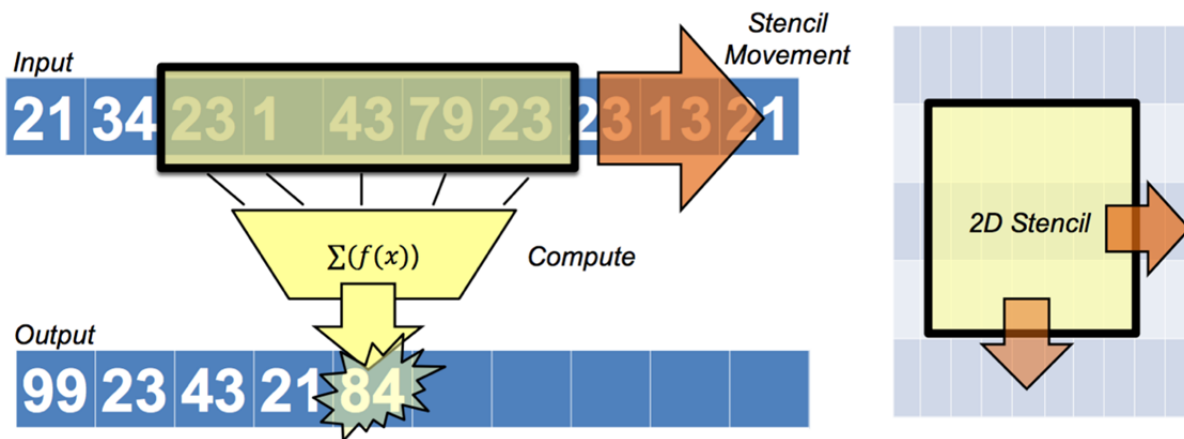 Input
Stencil
Movement
21 34 23 1 43 79 23 23 13 21
∑(f(x))
Compute
Output
99 23 43 21 84
2D Stencil